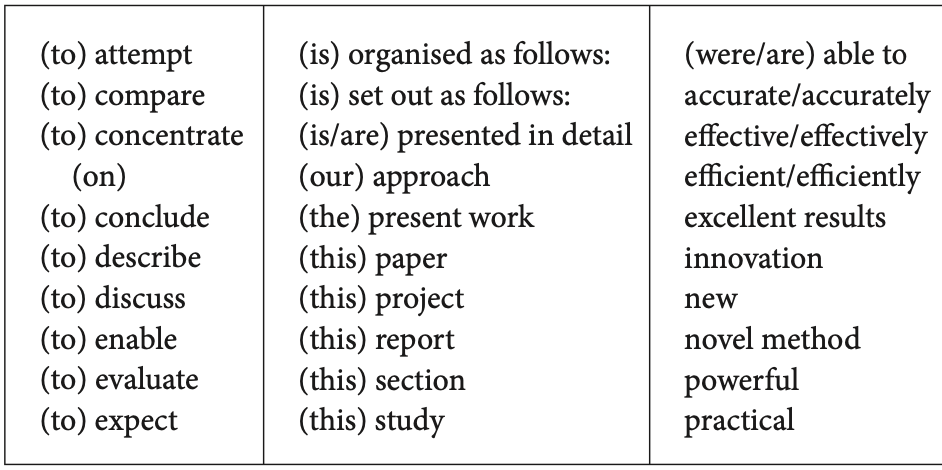 (to) attempt
(to) compare
(to) concentrate
(on)
(to) conclude
(to) describe
(to) discuss
(to) enable
(to) evaluate
(to) expect
(is) organised as follows:
(is) set out as follows:
(is/are) presented in detail
(our) approach
(the) present work
(this) paper
(this) project
(this) report
(this) section
(this) study
(were/are) able to
accurate/accurately
effective/effectively
efficient/efficiently
excellent results
innovation
new
novel method
powerful
practical